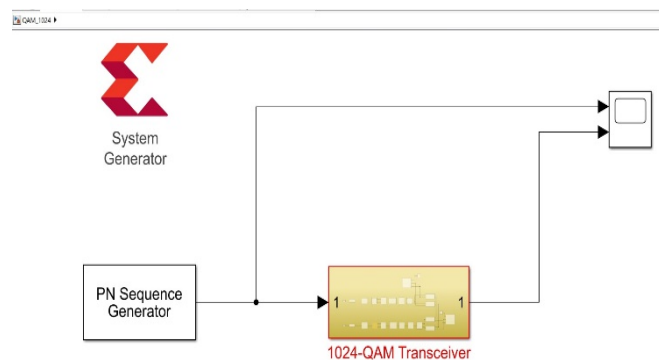 QAM_1024
System
Generator
PN Sequence
Generator
1
1
1024-QAM Transceiver